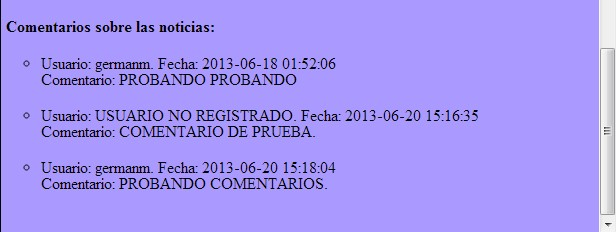 Comentarios sobre las noticias:
Usuario: germanm. Fecha: 2013-06-18 01:52:06
Comentario: PROBANDO PROBANDO
Usuario: USUARIO NO REGISTRADO. Fecha: 2013-06-20 15:16:35
Comentario: COMENTARIO DE PRUEBA.
Usuario: germanm. Fecha: 2013-06-20 15:18:04
Comentario: PROBANDO COMENTARIOS.